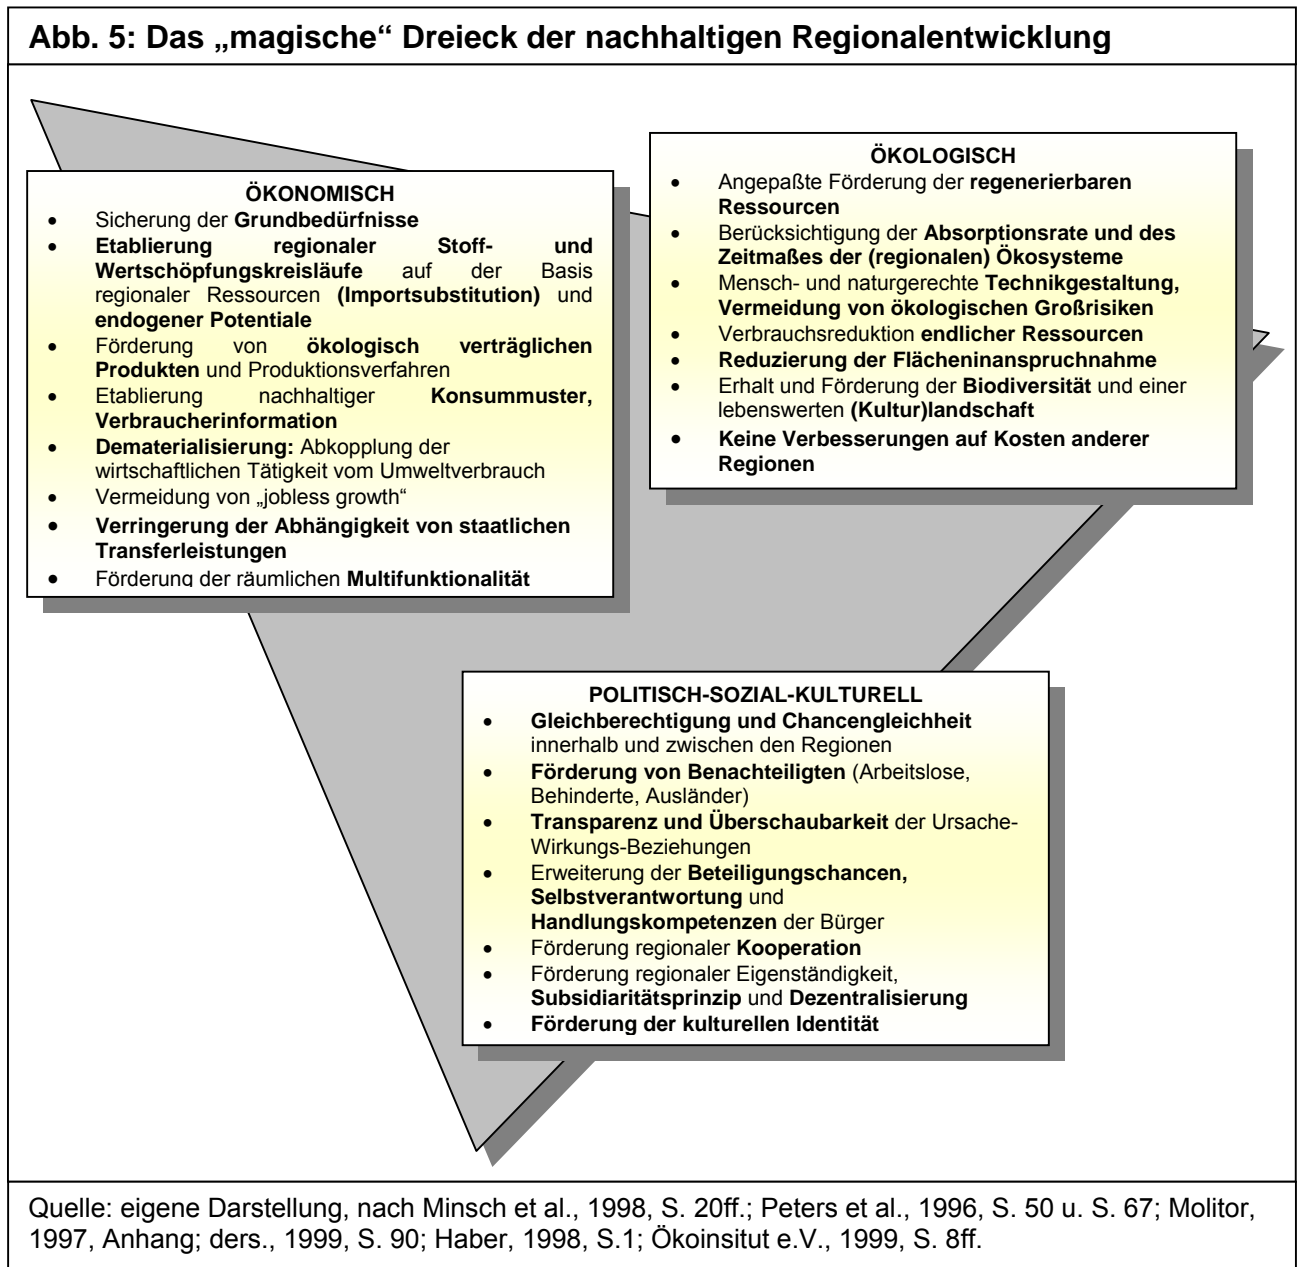 Abb. 5: Das „magische“ Dreieck der nachhaltigen Regionalentwicklung
ÖKONOMISCH
• Sicherung der Grundbedürfnisse
• Etablierung regionaler Stoff- und
Wertschöpfungskreisläufe auf der Basis
regionaler Ressourcen (Importsubstitution) und
endogener Potentiale
• Förderung von ökologisch verträglichen
Produkten und Produktionsverfahren
• Etablierung nachhaltiger Konsummuster,
Verbraucherinformation
• Dematerialisierung: Abkopplung der
wirtschaftlichen Tätigkeit vom Umweltverbrauch
• Vermeidung von „jobless growth“
• Verringerung der Abhängigkeit von staatlichen
Transferleistungen
• Förderung der räumlichen Multifunktionalität
ÖKOLOGISCH
• Angepaßte Förderung der regenerierbaren
Ressourcen
• Berücksichtigung der Absorptionsrate und des
Zeitmaßes der (regionalen) Ökosysteme
• Mensch- und naturgerechte Technikgestaltung,
Vermeidung von ökologischen Großrisiken
• Verbrauchsreduktion endlicher Ressourcen
• Reduzierung der Flächeninanspruchnahme
• Erhalt und Förderung der Biodiversität und einer
lebenswerten (Kultur)landschaft
• Keine Verbesserungen auf Kosten anderer
Regionen
POLITISCH-SOZIAL-KULTURELL
• Gleichberechtigung und Chancengleichheit
innerhalb und zwischen den Regionen
• Förderung von Benachteiligten (Arbeitslose,
Behinderte, Ausländer)
• Transparenz und Überschaubarkeit der Ursache-
Wirkungs-Beziehungen
• Erweiterung der Beteiligungschancen,
Selbstverantwortung und
Handlungskompetenzen der Bürger
• Förderung regionaler Kooperation
• Förderung regionaler Eigenständigkeit,
Subsidiaritätsprinzip und Dezentralisierung
• Förderung der kulturellen Identität
Quelle: eigene Darstellung, nach Minsch et al., 1998, S. 20ff.; Peters et al., 1996, S. 50 u. S. 67; Molitor,
1997, Anhang; ders., 1999, S. 90; Haber, 1998, S.1; Ökoinsitut e.V., 1999, S. 8ff.